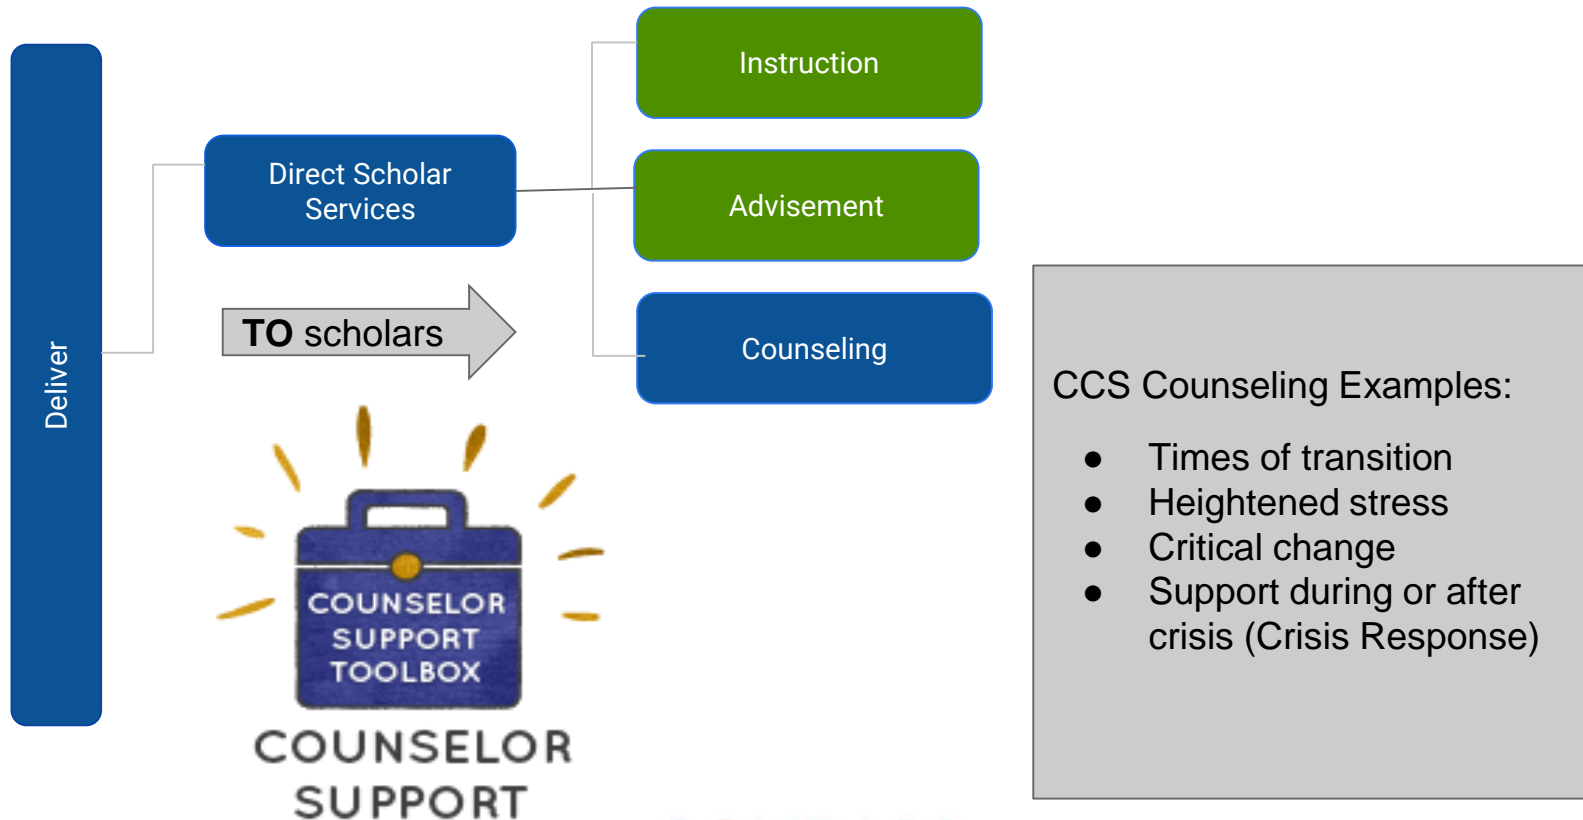 Deliver
Direct Scholar
Services
TO scholars
Instruction
Advisement
Counseling
COUNSELOR
SUPPORT
TOOLBOX
COUNSELOR
SUPPORT
CCS Counseling Examples:
● Times of transition
● Heightened stress
● Critical change
● Support during or after
crisis (Crisis Response)